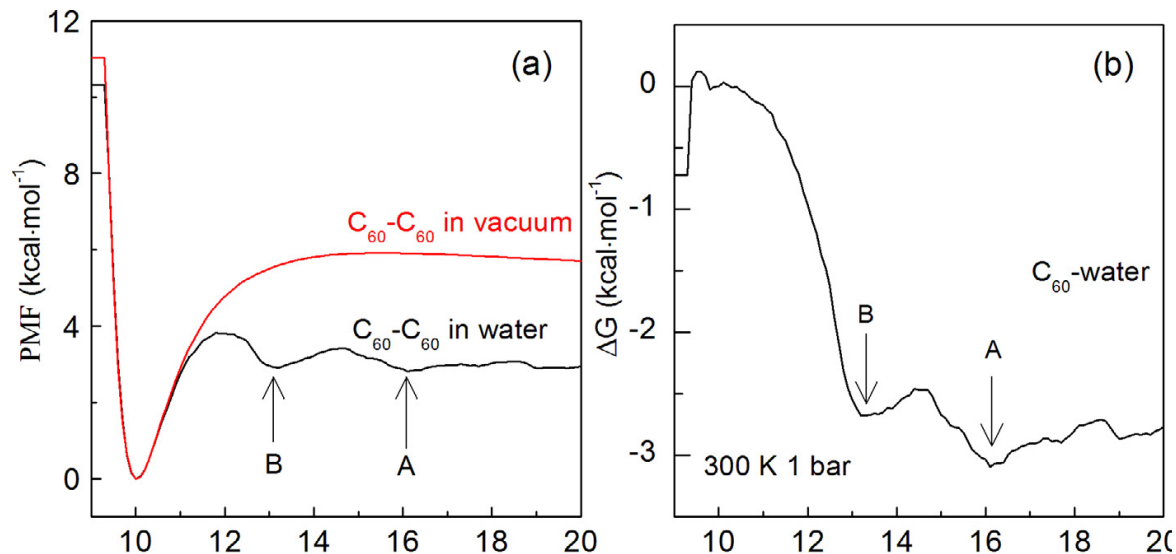 (a)
PMF (kcal·mol⁻¹)
12
8
4
0
C₆₀-C₆₀ in vacuum
C₆₀-C₆₀ in water
B
A
10 12 14 16 18 20
(b)
ΔG (kcal·mol⁻¹)
0
-1
-2
-3
C₆₀-water
B
A
300 K 1 bar
10 12 14 16 18 20